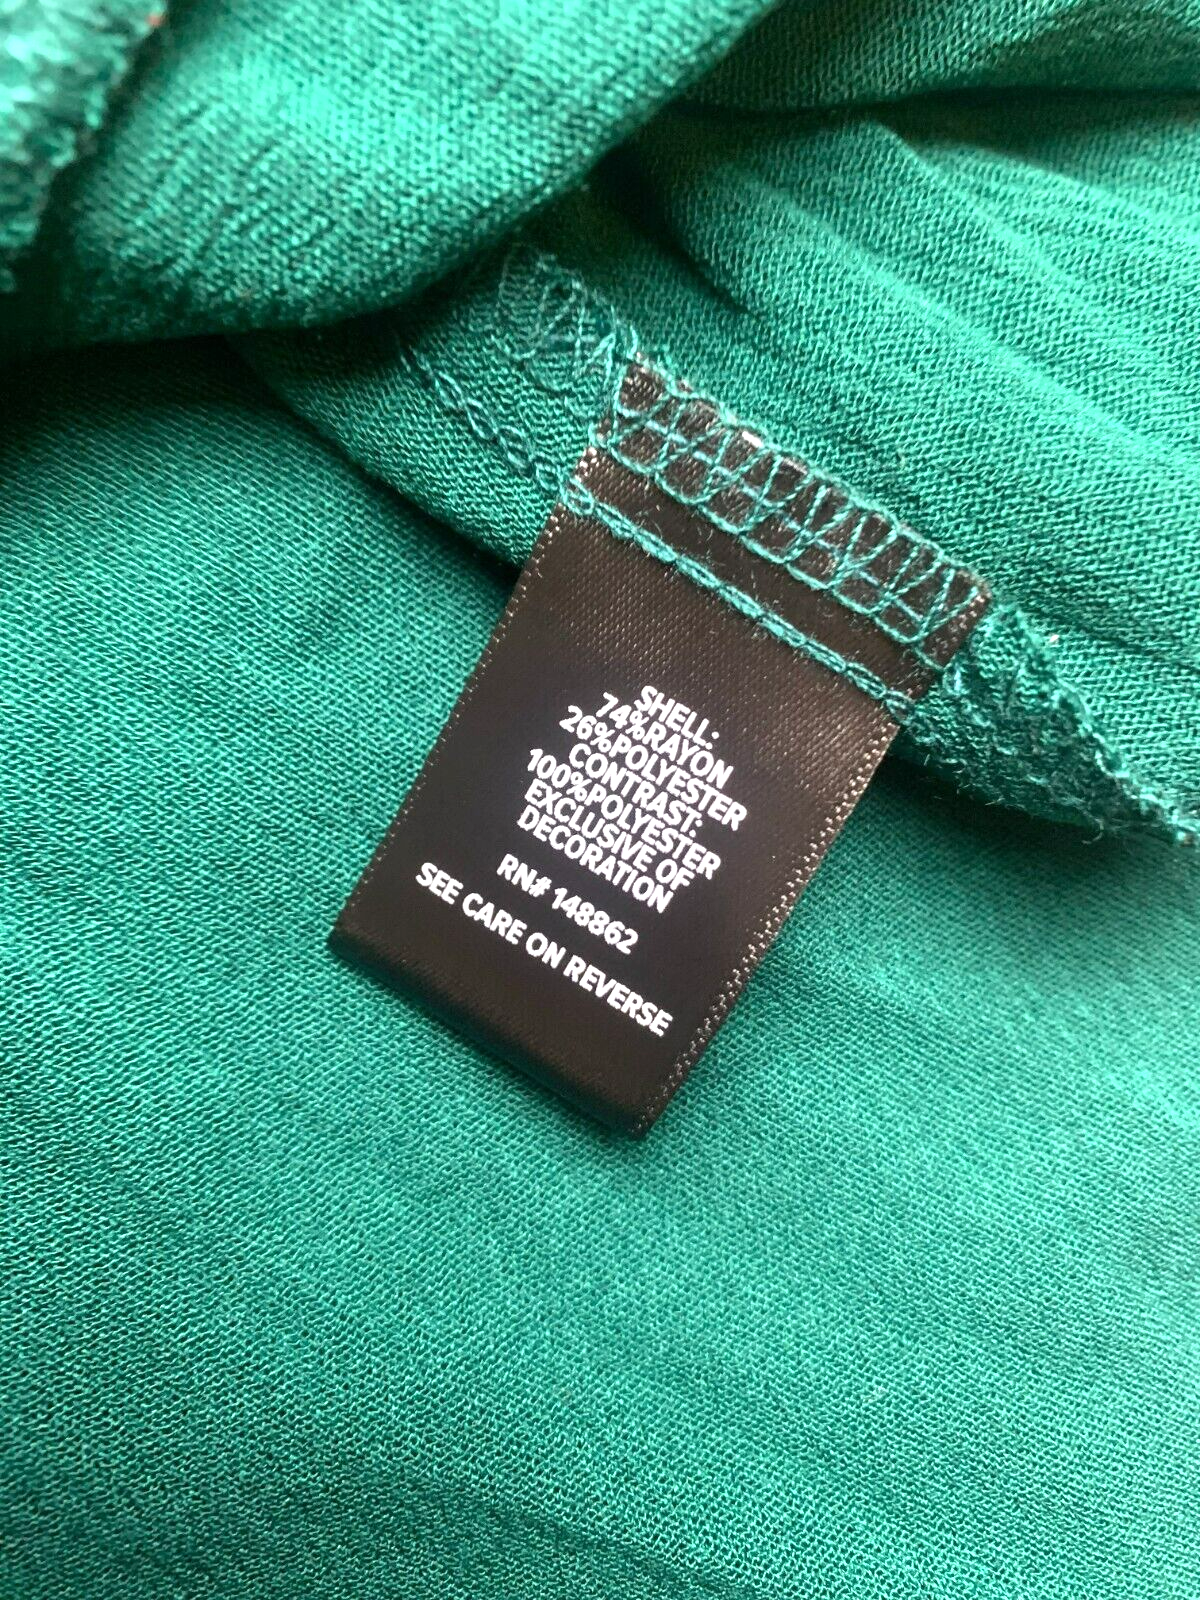 SHELL:
74%RAYON
26%POLYESTER
CONTRAST:
100%POLYESTER
EXCLUSIVE OF
DECORATION
RN# 148862
SEE CARE ON REVERSE